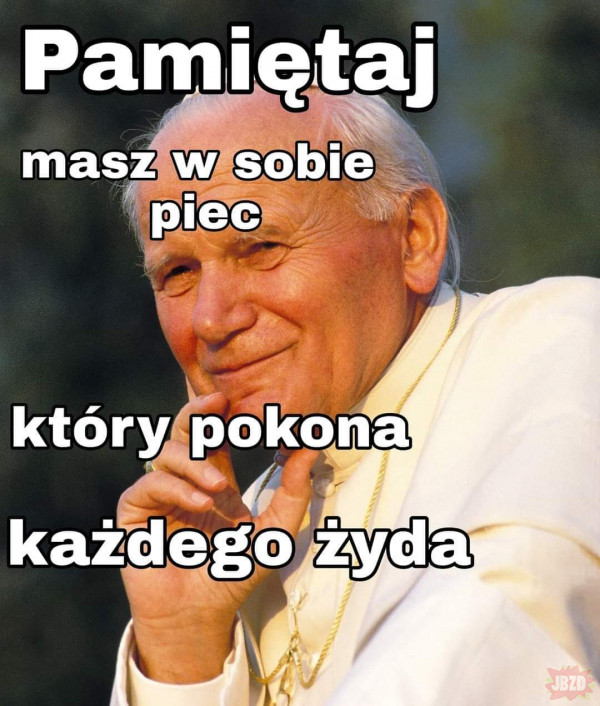 Pamiętaj
masz w sobie
piec
który pokona
każdego żyda
JBZD